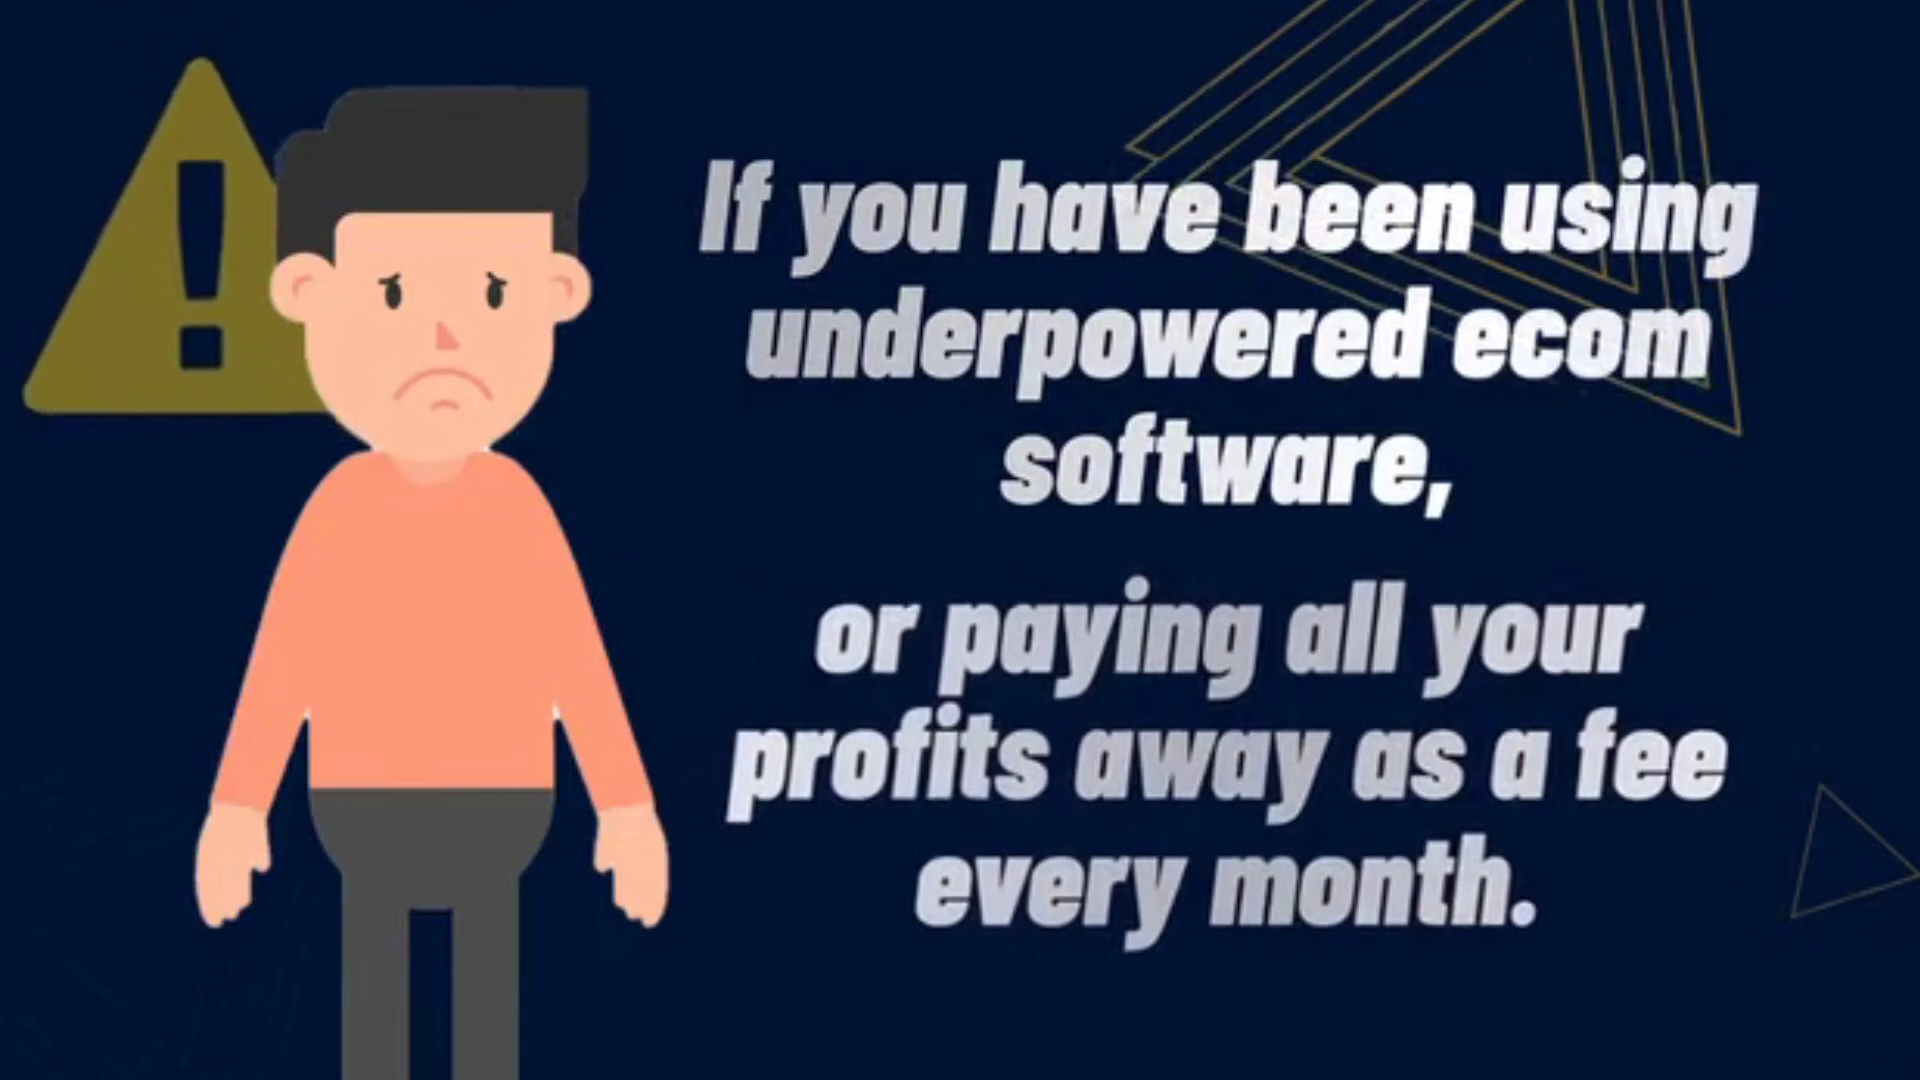 If you have been using
underpowered ecom
software,
or paying all your
profits away as a fee
every month.